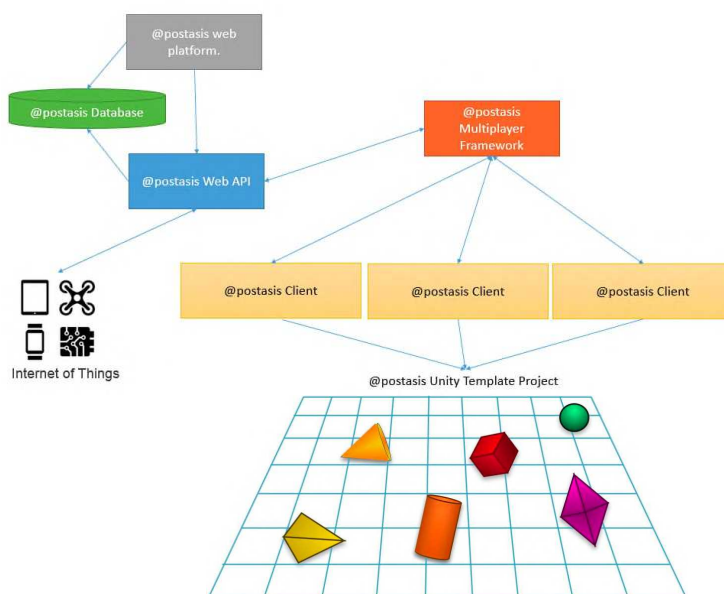 @postasis web
platform.
@postasis Database
@postasis
Multiplayer
Framework
@postasis Web API
@postasis Client
@postasis Client
@postasis Client
Internet of Things
@postasis Unity Template Project